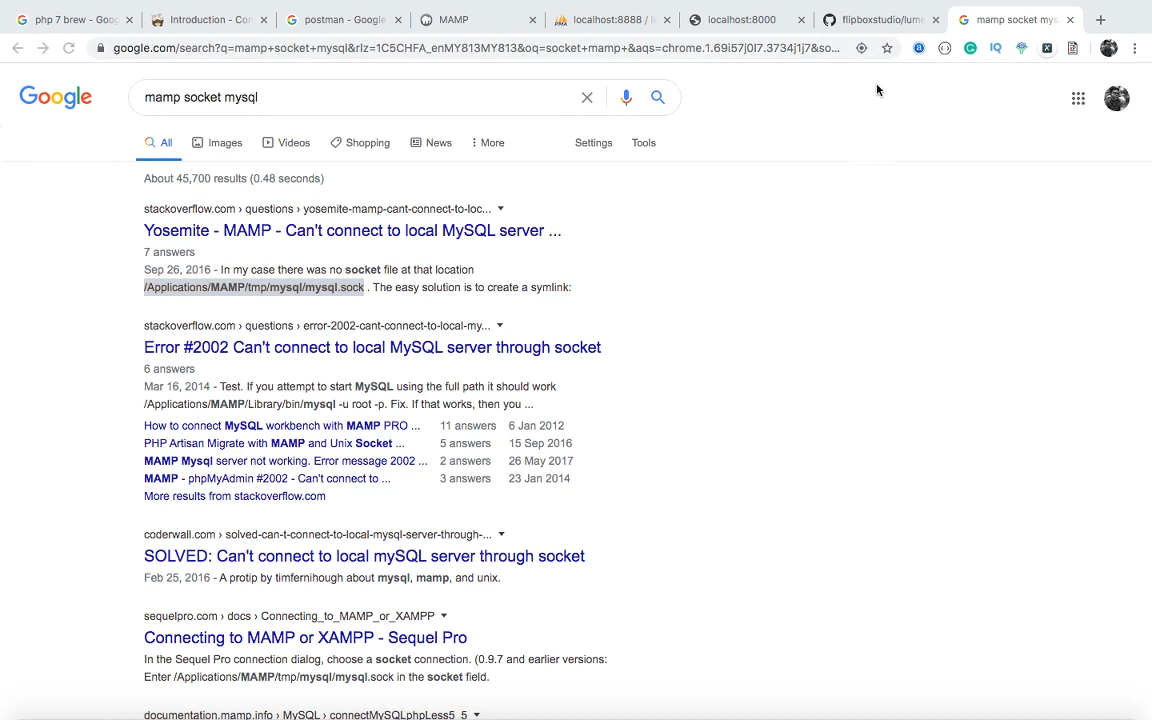 php 7 brew - Goog
Introduction - Con
postman - Google
MAMP
localhost:8888 / k
localhost:8000
flipboxstudio/lume
mamp socket mys
google.com/search?q=mamp+socket+mysql&rlz=1C5CHFA_enMY813MY813&oq=socket+mamp+&aqs=chrome.1.69i57j0l7.3734j1j7&so...
Google
mamp socket mysql
All
Images
Videos
Shopping
News
More
Settings
Tools
About 45,700 results (0.48 seconds)
stackoverflow.com › questions › yosemite-mamp-cant-connect-to-loc...
Yosemite - MAMP - Can't connect to local MySQL server ...
7 answers
Sep 26, 2016 - In my case there was no socket file at that location
/Applications/MAMP/tmp/mysql/mysql.sock . The easy solution is to create a symlink:
stackoverflow.com › questions › error-2002-cant-connect-to-local-my...
Error #2002 Can't connect to local MySQL server through socket
6 answers
Mar 16, 2014 - Test. If you attempt to start MySQL using the full path it should work
/Applications/MAMP/Library/bin/mysql -u root -p. Fix. If that works, then you ...
How to connect MySQL workbench with MAMP PRO ... 11 answers 6 Jan 2012
PHP Artisan Migrate with MAMP and Unix Socket ... 5 answers 15 Sep 2016
MAMP Mysql server not working. Error message 2002 ... 2 answers 26 May 2017
MAMP - phpMyAdmin #2002 - Can't connect to ... 3 answers 23 Jan 2014
More results from stackoverflow.com
coderwall.com › solved-can-t-connect-to-local-mysql-server-through-...
SOLVED: Can't connect to local mySQL server through socket
Feb 25, 2016 - A protip by timfernihough about mysql, mamp, and unix.
sequelpro.com › docs › Connecting_to_MAMP_or_XAMPP
Connecting to MAMP or XAMPP - Sequel Pro
In the Sequel Pro connection dialog, choose a socket connection. (0.9.7 and earlier versions:
Enter /Applications/MAMP/tmp/mysql/mysql.sock in the socket field.
documentation.mamp.info › MySQL › connectMySQLphpLess5_5